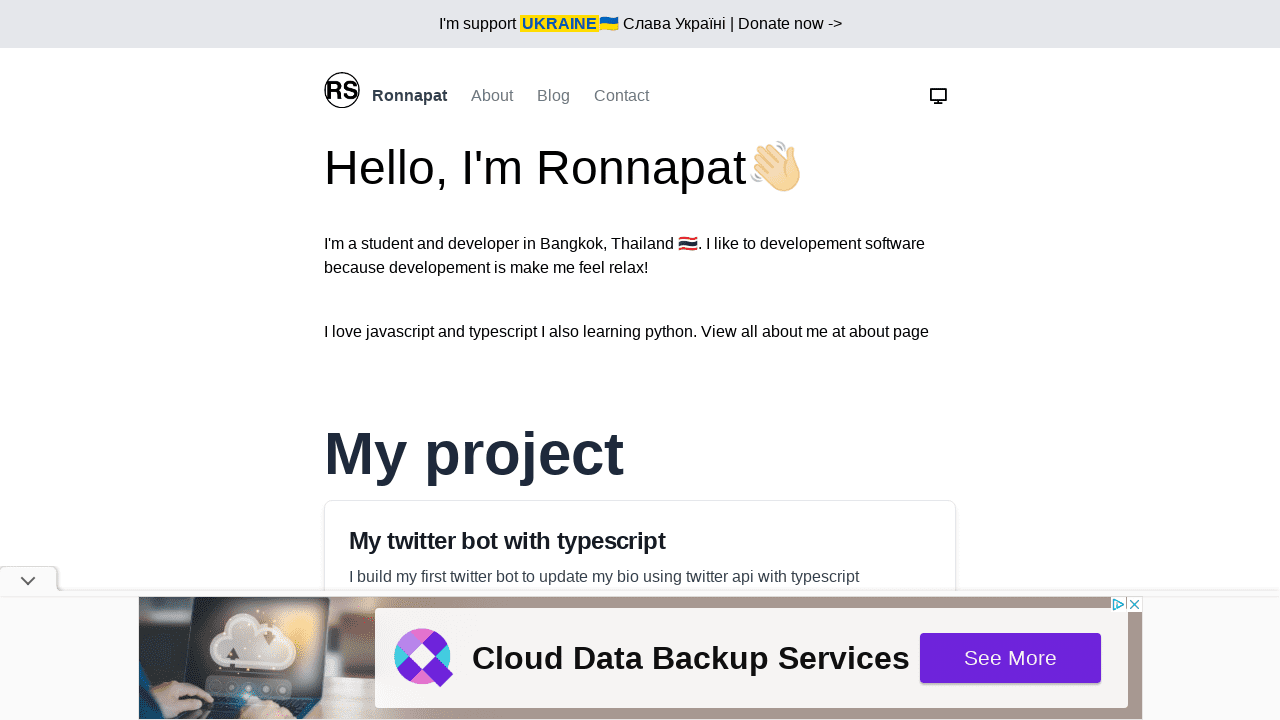 I'm support UKRAINE🇺🇦 Слава Україні | Donate now ->
RS Ronnapat About Blog Contact
Hello, I'm Ronnapat👋🏻
I'm a student and developer in Bangkok, Thailand 🇹🇭. I like to developement software
because developement is make me feel relax!
I love javascript and typescript I also learning python. View all about me at about page
My project
My twitter bot with typescript
I build my first twitter bot to update my bio using twitter api with typescript
Cloud Data Backup Services
See More